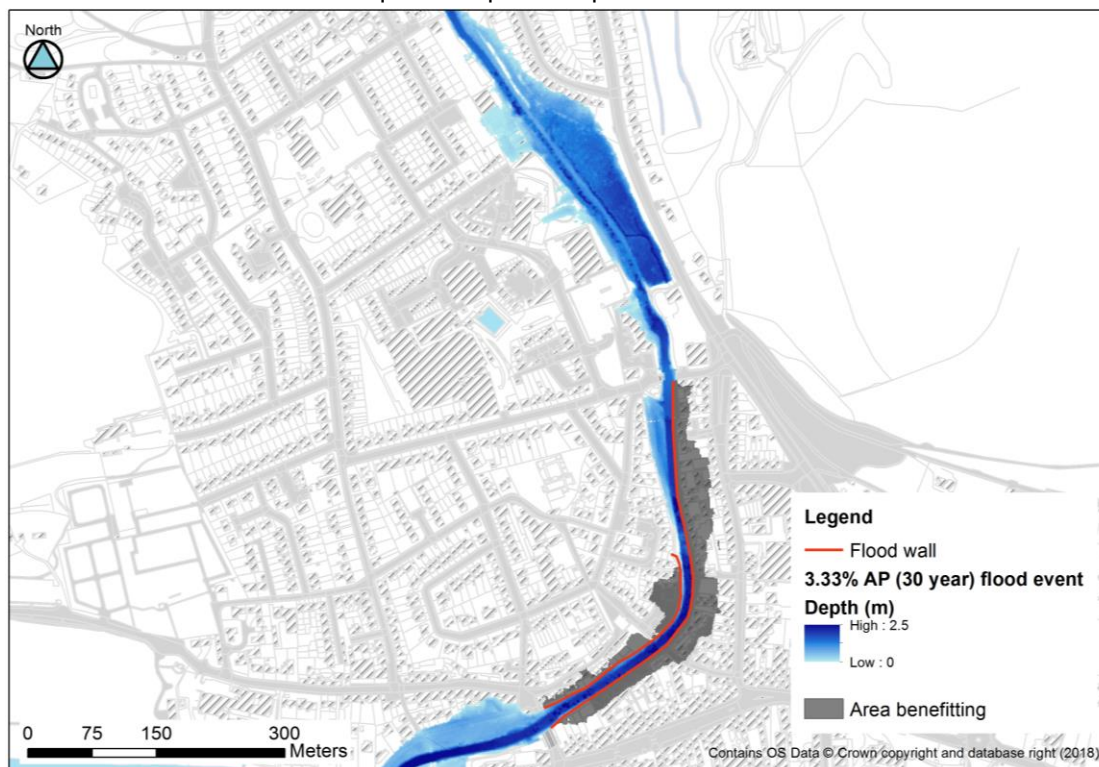 North
Legend
Flood wall
3.33% AP (30 year) flood event
Depth (m)
High : 2.5
Low : 0
Area benefitting
0 75 150 300
Meters
Contains OS Data © Crown copyright and database right (2018)